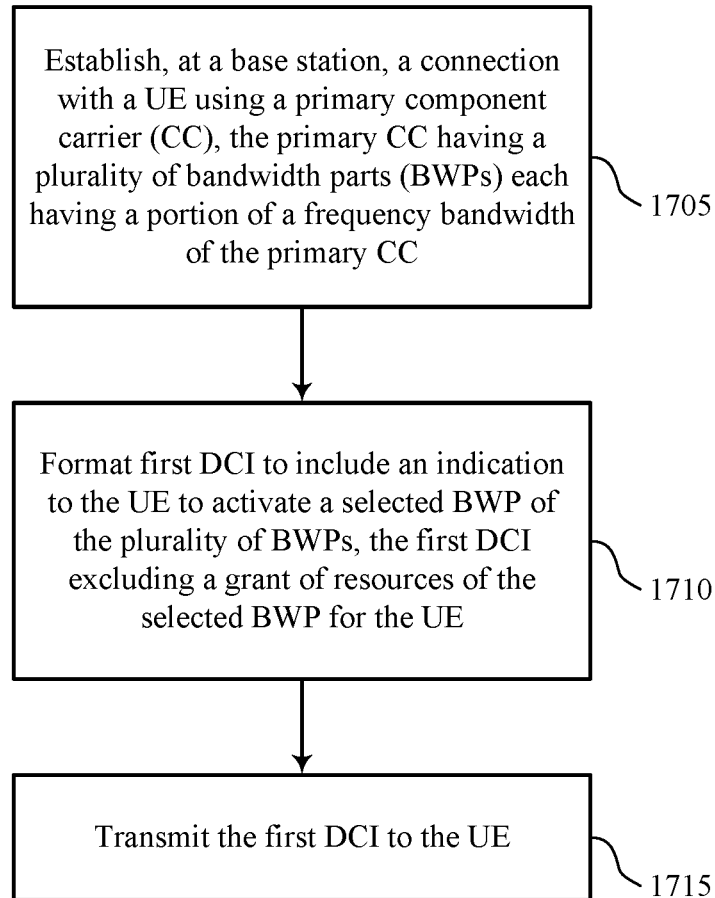 Establish, at a base station, a connection
with a UE using a primary component
carrier (CC), the primary CC having a
plurality of bandwidth parts (BWPs) each
having a portion of a frequency bandwidth
of the primary CC
1705
Format first DCI to include an indication
to the UE to activate a selected BWP of
the plurality of BWPs, the first DCI
excluding a grant of resources of the
selected BWP for the UE
1710
Transmit the first DCI to the UE
1715